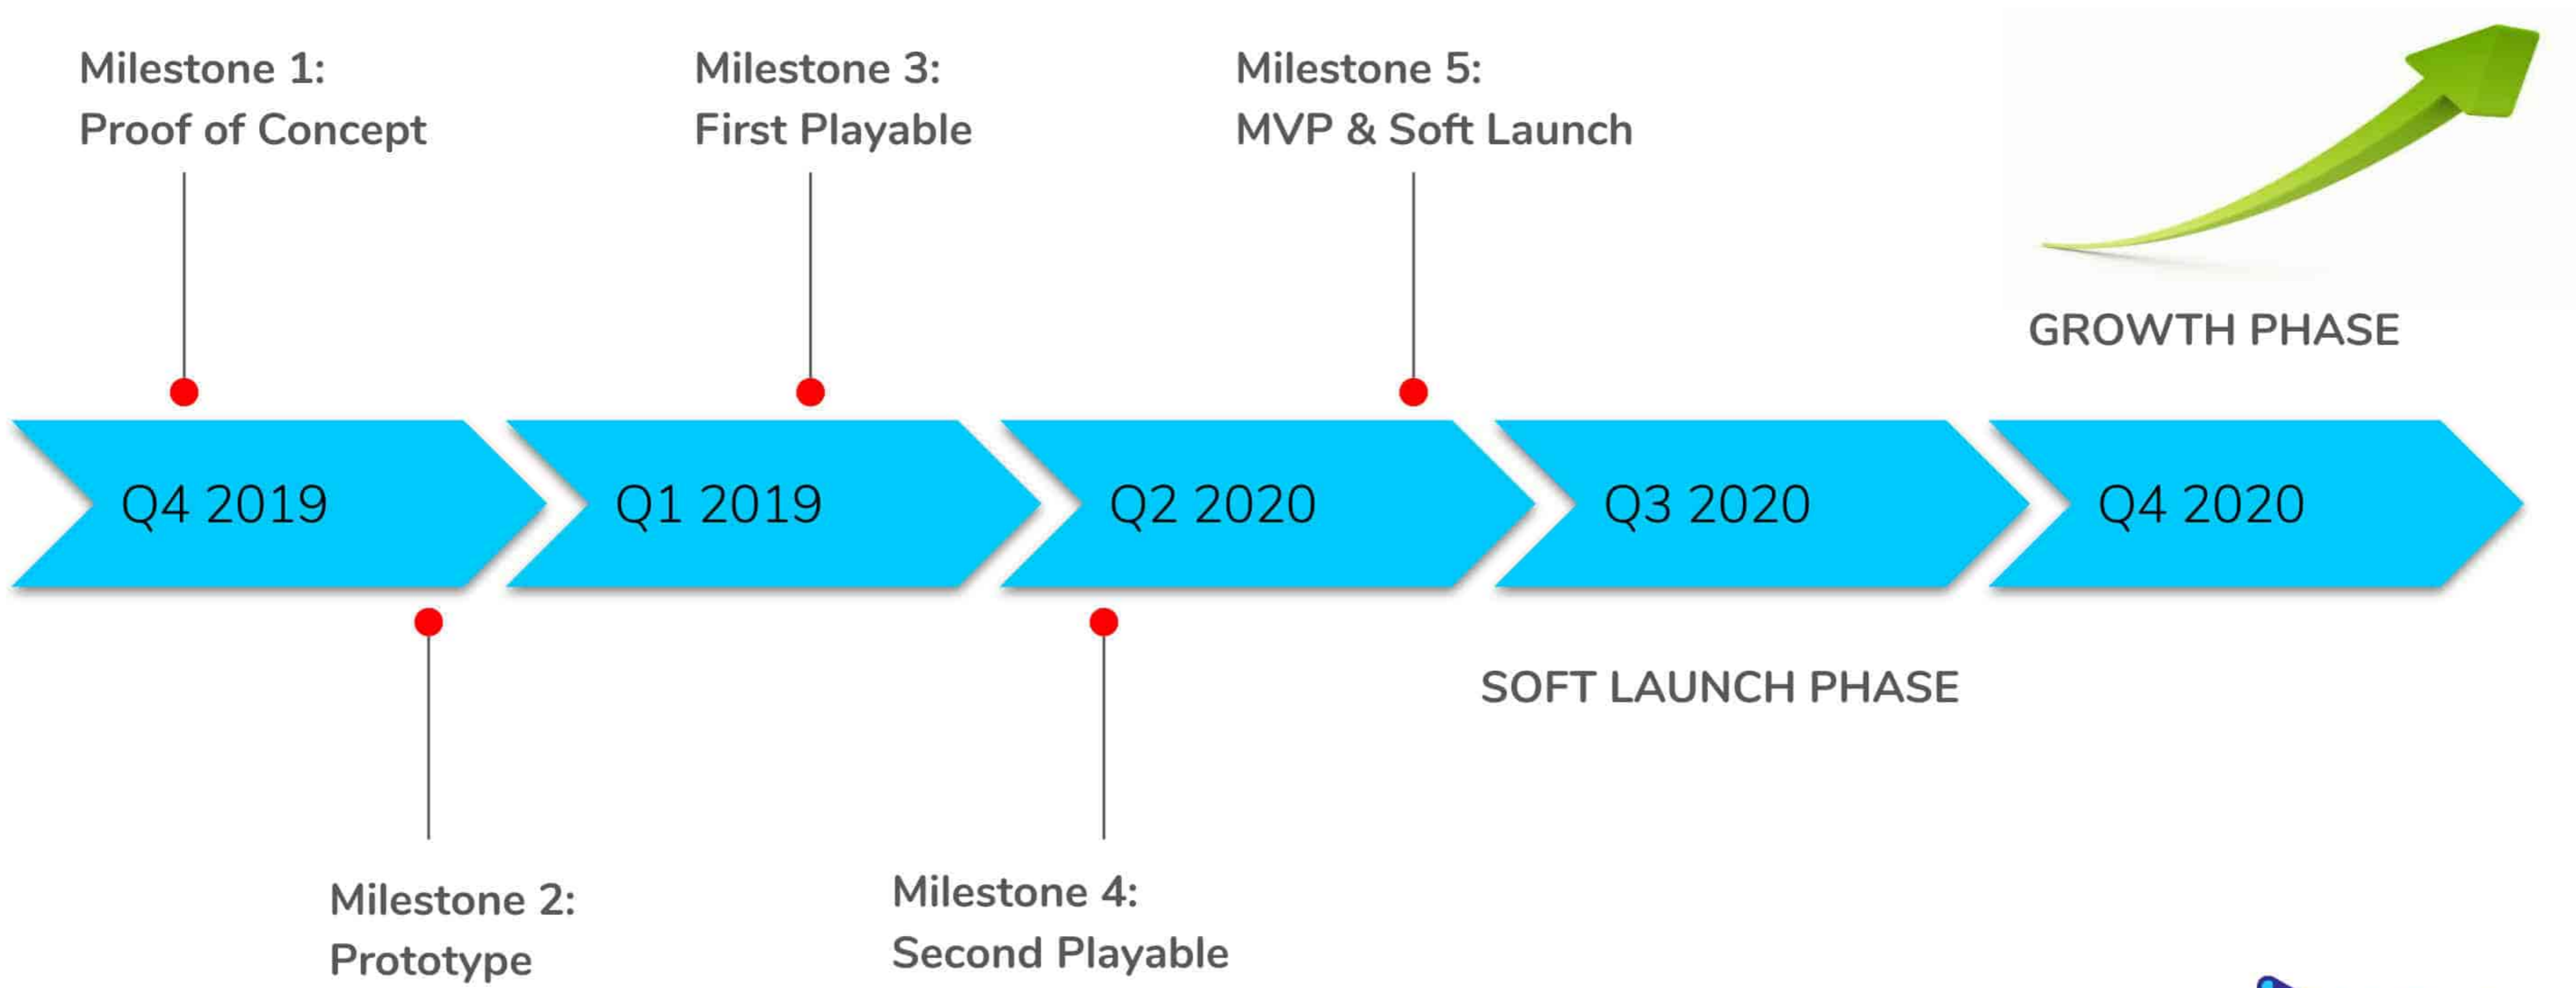 Milestone 1:
Proof of Concept
Milestone 3:
First Playable
Milestone 5:
MVP & Soft Launch
GROWTH PHASE
Q4 2019
Q1 2019
Q2 2020
Q3 2020
Q4 2020
SOFT LAUNCH PHASE
Milestone 2:
Prototype
Milestone 4:
Second Playable